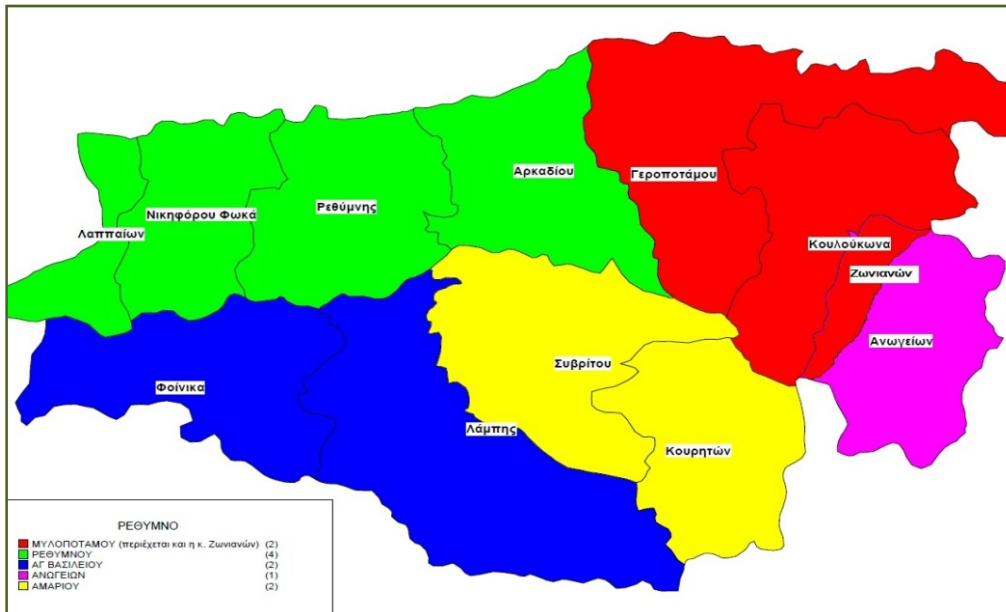 Αρκαδίου
Γεροποτάμου
Ρεθύμνης
Νικηφόρου Φωκά
Λαππαίων
Κουλούκωνα
Ζωνιανών
Ανωγείων
Συβρίτου
Φοίνικα
Λάμπης
Κουρητών
ΡΕΘΥΜΝΟ
ΜΥΛΟΠΟΤΑΜΟΥ (περιέχεται και η κ. Ζωνιανών) (2)
ΡΕΘΥΜΝΟΥ (4)
ΑΓ ΒΑΣΙΛΕΙΟΥ (2)
ΑΝΩΓΕΙΩΝ (1)
ΑΜΑΡΙΟΥ (2)